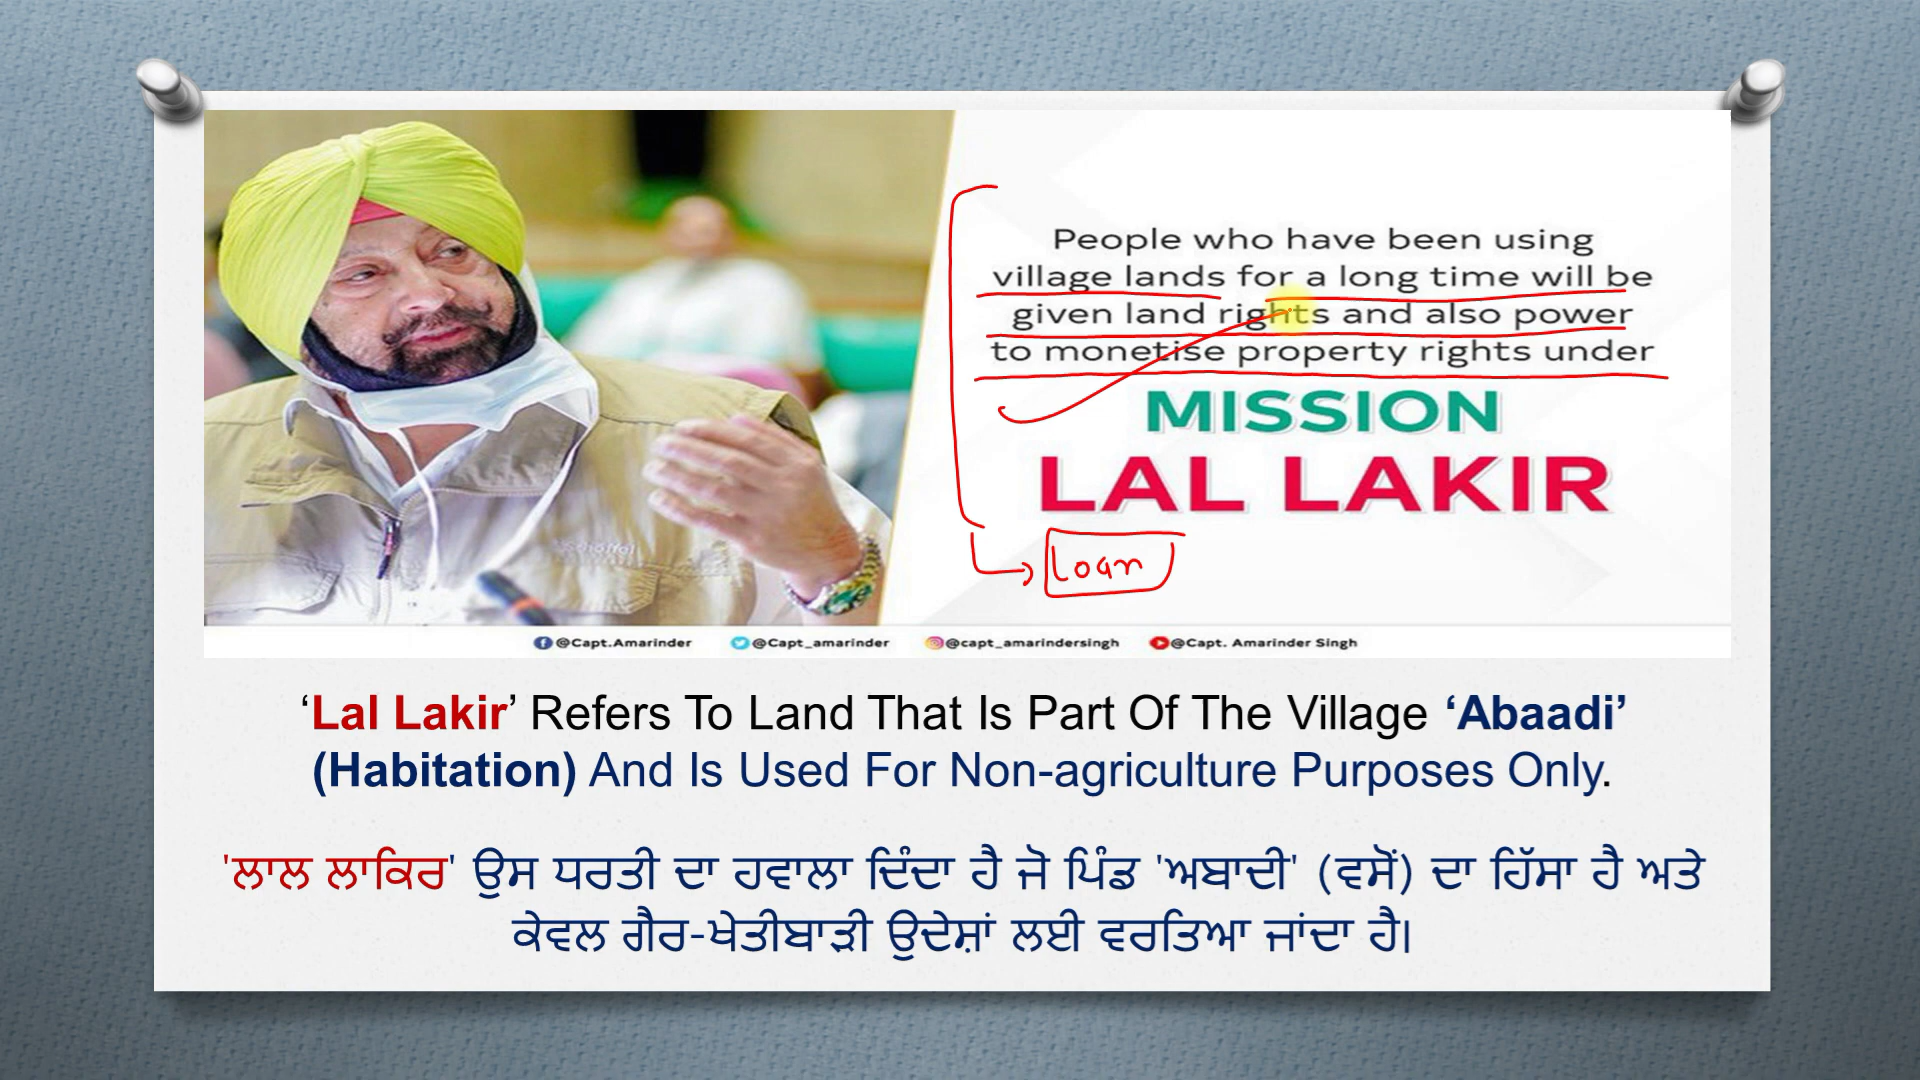 People who have been using
village lands for a long time will be
given land rights and also power
to monetise property rights under
MISSION
LAL LAKIR
Loan
@Capt.Amarinder @Capt_amarinder @capt_amarindersingh @Capt. Amarinder Singh
‘Lal Lakir’ Refers To Land That Is Part Of The Village ‘Abaadi’
(Habitation) And Is Used For Non-agriculture Purposes Only.
'ਲਾਲ ਲਾਕਿਰ' ਉਸ ਧਰਤੀ ਦਾ ਹਵਾਲਾ ਦਿੰਦਾ ਹੈ ਜੋ ਪਿੰਡ 'ਅਬਾਦੀ' (ਵਸੋਂ) ਦਾ ਹਿੱਸਾ ਹੈ ਅਤੇ
ਕੇਵਲ ਗੈਰ-ਖੇਤੀਬਾੜੀ ਉਦੇਸ਼ਾਂ ਲਈ ਵਰਤਿਆ ਜਾਂਦਾ ਹੈ।